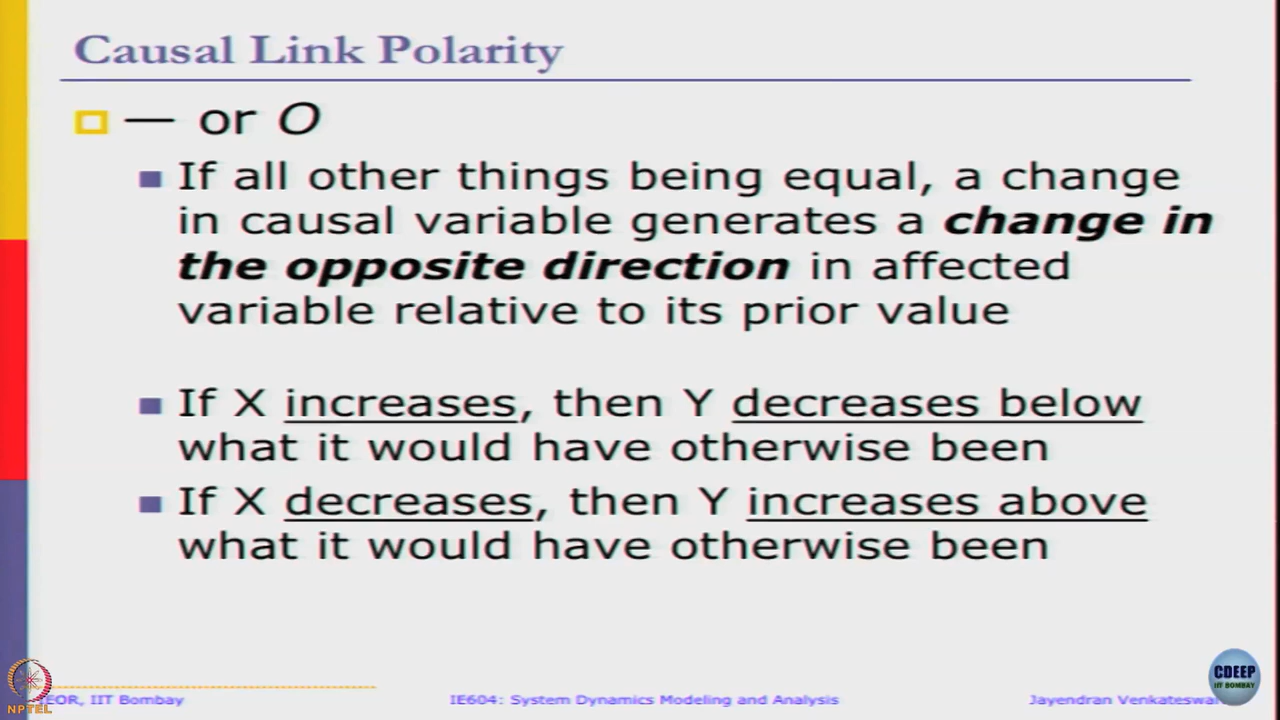 Causal Link Polarity
— or O
If all other things being equal, a change
in causal variable generates a change in
the opposite direction in affected
variable relative to its prior value
If X increases, then Y decreases below
what it would have otherwise been
If X decreases, then Y increases above
what it would have otherwise been
CDEEP
IIT BOMBAY
NPTEL
IEOR, IIT Bombay
IE604: System Dynamics Modeling and Analysis
Jayendran